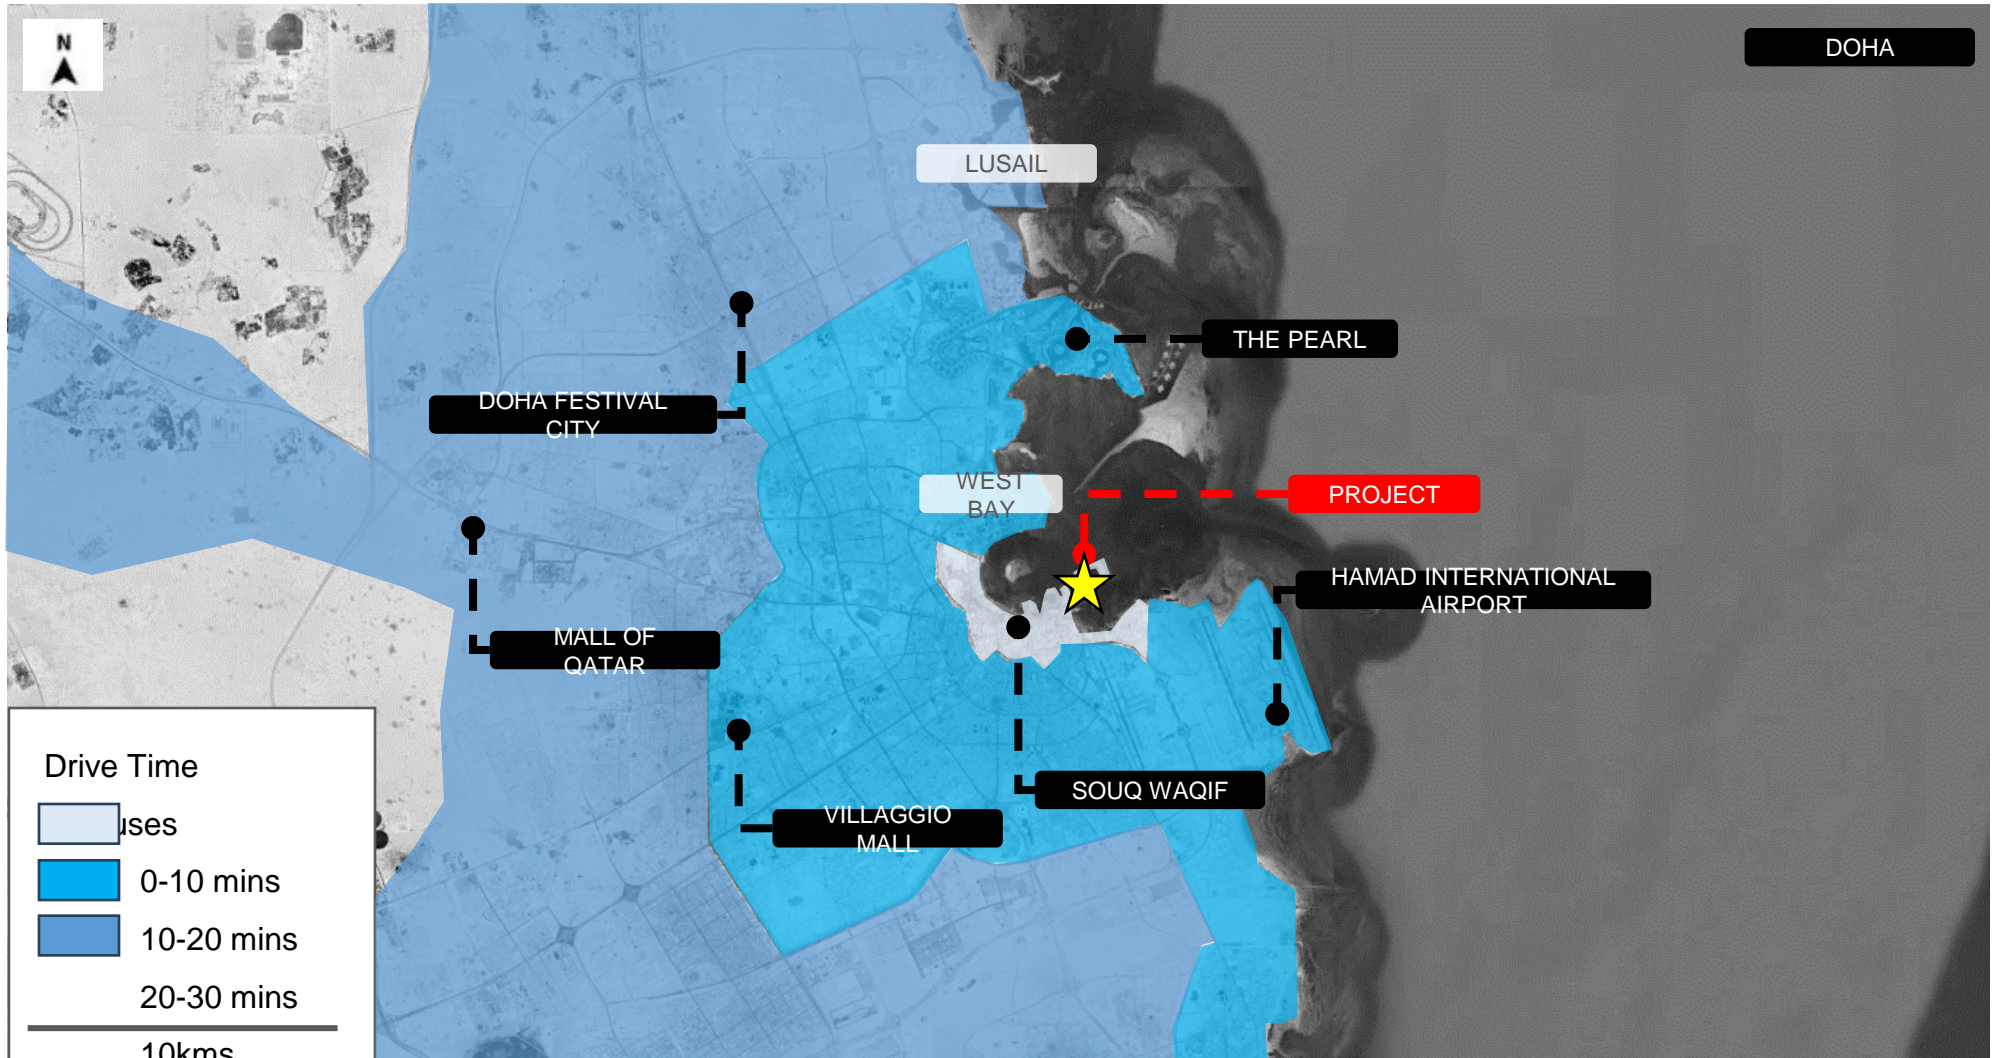 N
DOHA
LUSAIL
THE PEARL
DOHA FESTIVAL
CITY
WEST
BAY
PROJECT
HAMAD INTERNATIONAL
AIRPORT
MALL OF
QATAR
SOUQ WAQIF
VILLAGGIO
MALL
Drive Time
uses
0-10 mins
10-20 mins
20-30 mins
10kms